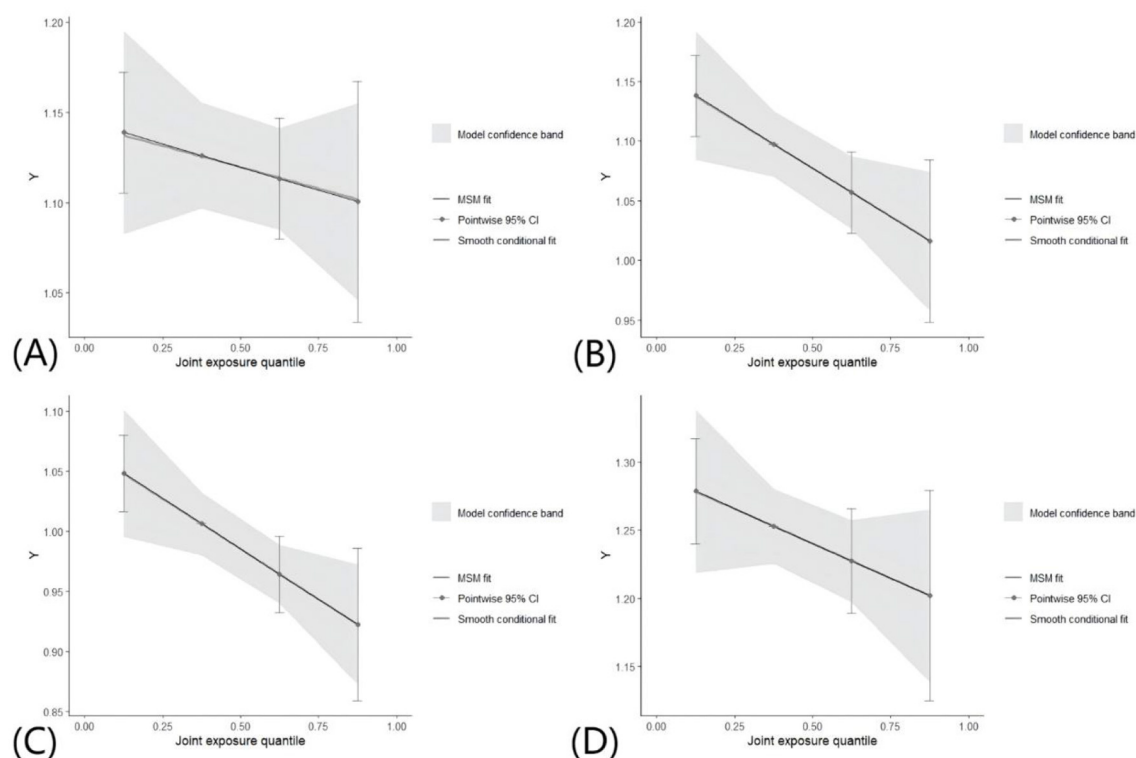 1.20
1.15
1.10
1.05
Y
0.00 0.25 0.50 0.75 1.00
Joint exposure quantile
Model confidence band
MSM fit
Pointwise 95% CI
Smooth conditional fit
(A)
1.20
1.15
1.10
1.05
1.00
0.95
Y
0.00 0.25 0.50 0.75 1.00
Joint exposure quantile
Model confidence band
MSM fit
Pointwise 95% CI
Smooth conditional fit
(B)
1.10
1.05
1.00
0.95
0.90
0.85
Y
0.00 0.25 0.50 0.75 1.00
Joint exposure quantile
Model confidence band
MSM fit
Pointwise 95% CI
Smooth conditional fit
(C)
1.30
1.25
1.20
1.15
Y
0.00 0.25 0.50 0.75 1.00
Joint exposure quantile
Model confidence band
MSM fit
Pointwise 95% CI
Smooth conditional fit
(D)